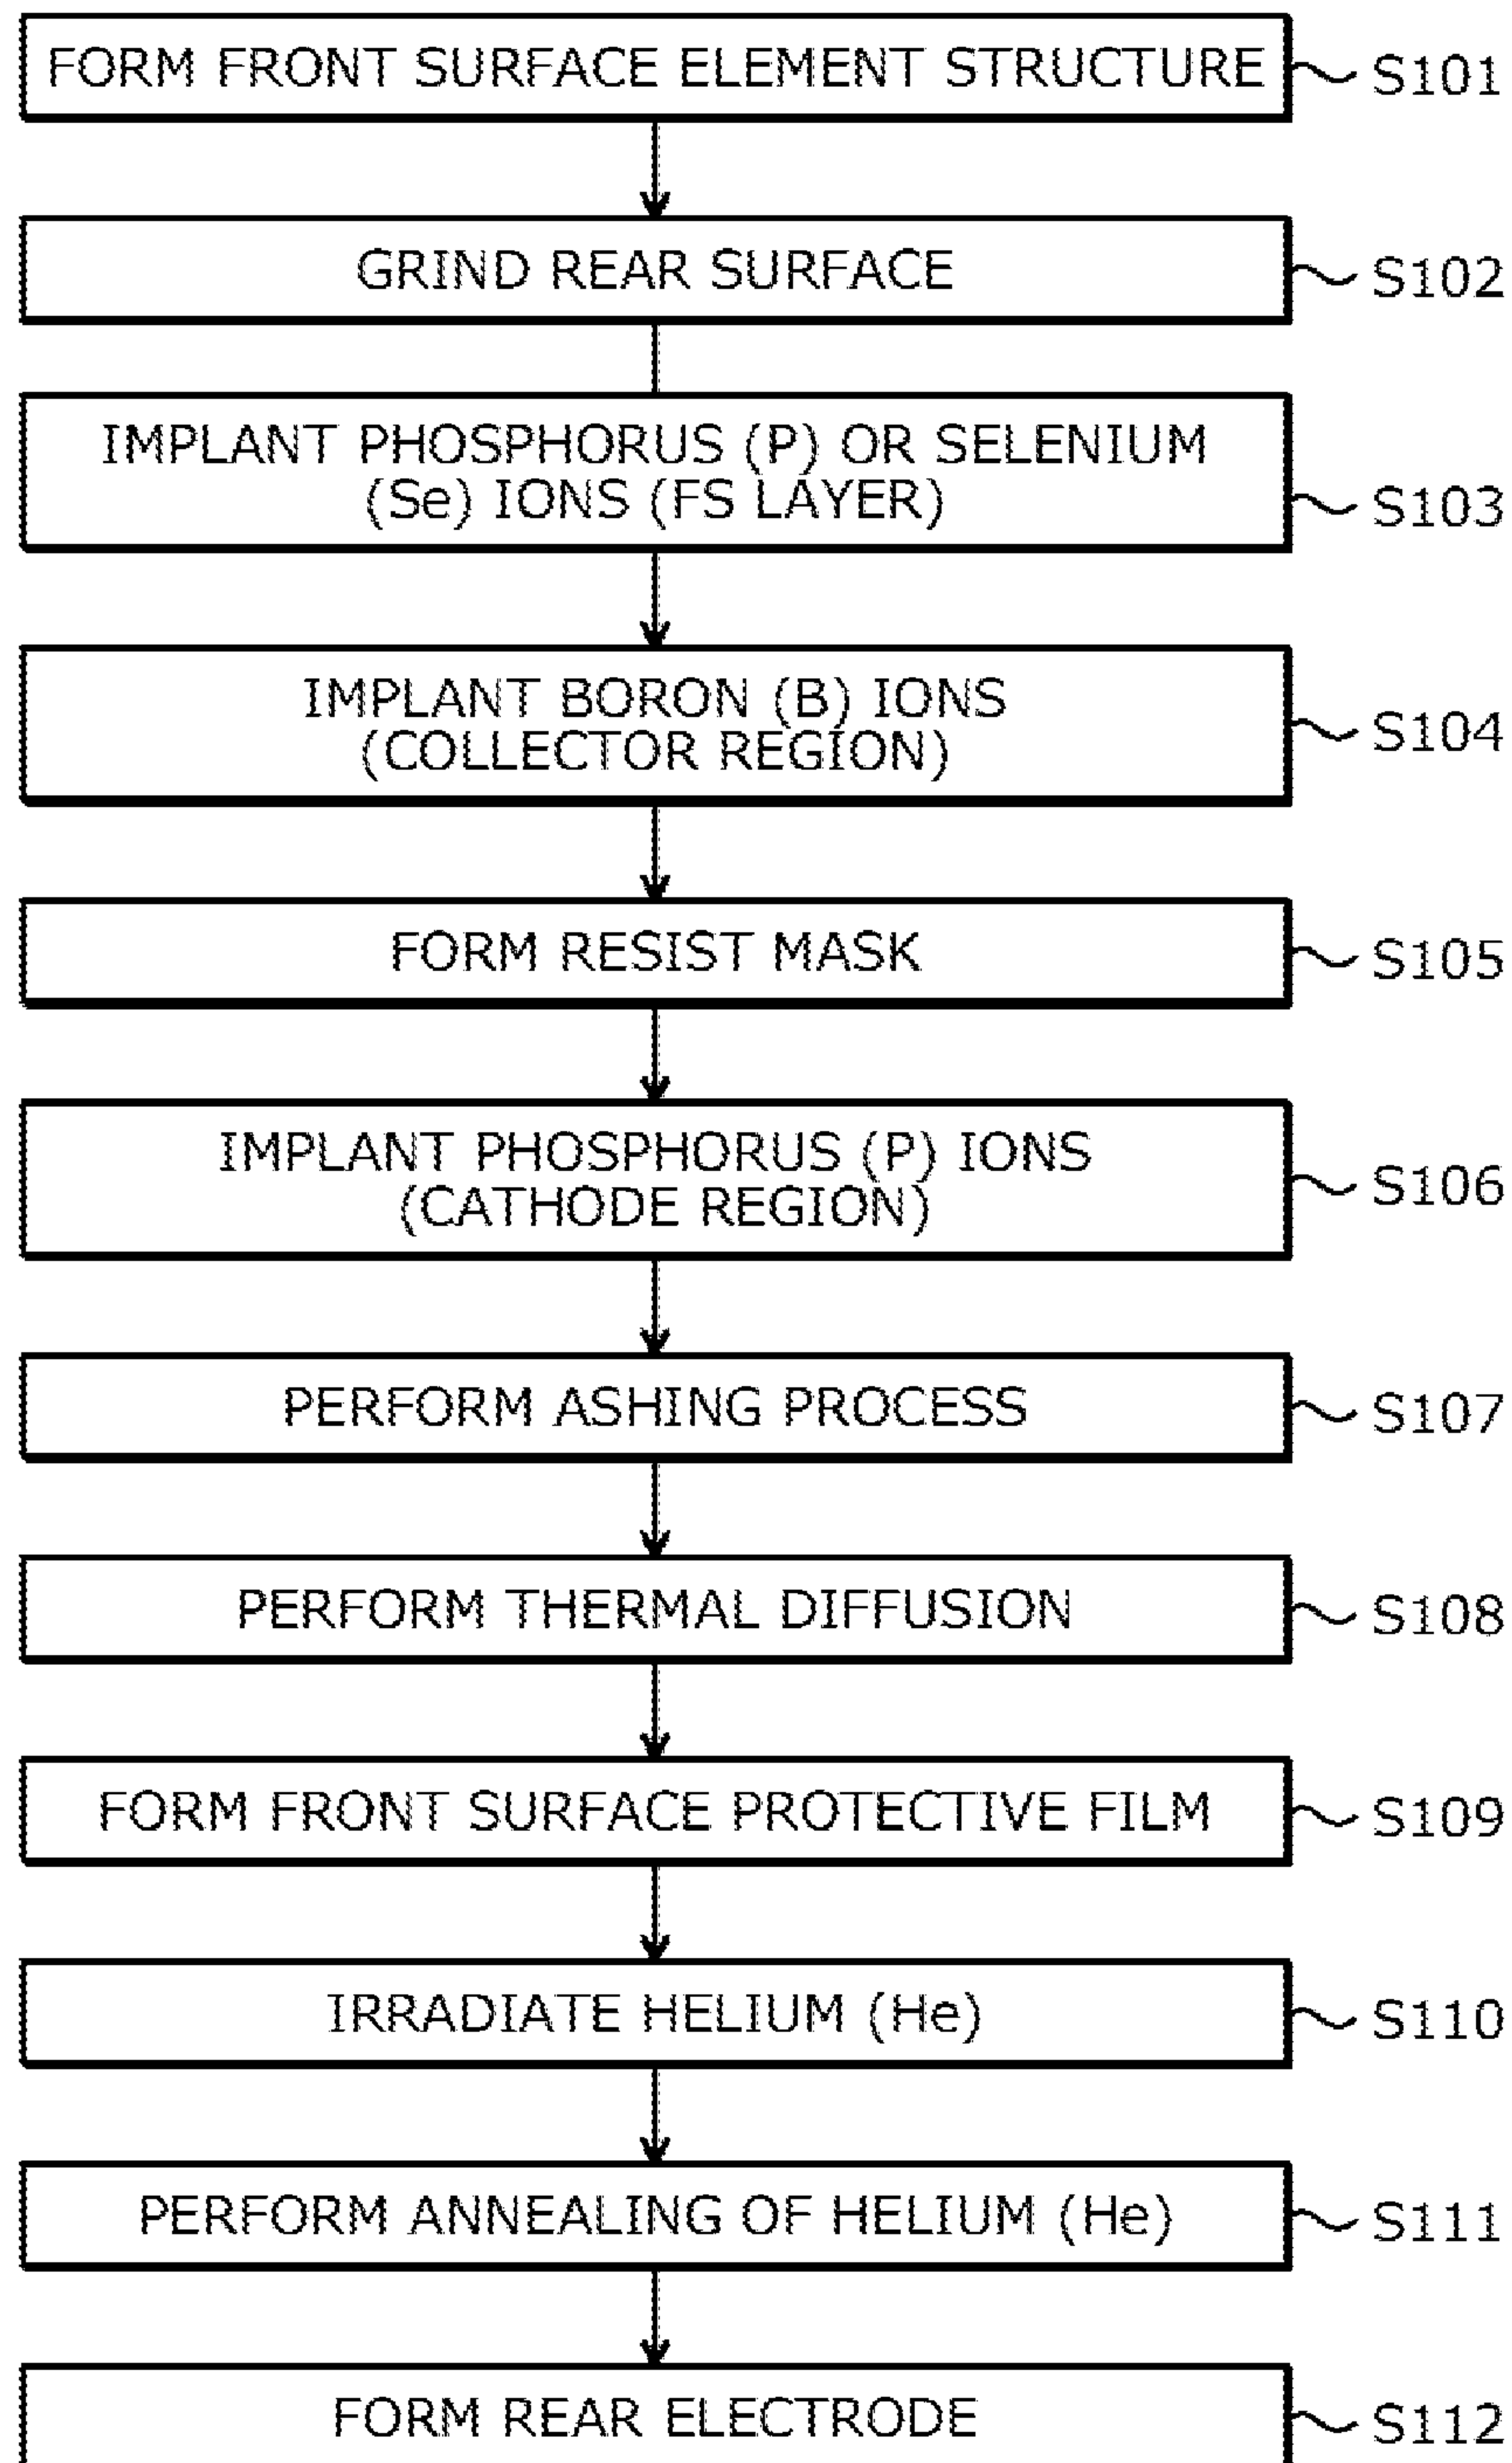 FORM FRONT SURFACE ELEMENT STRUCTURE
S101
GRIND REAR SURFACE
S102
IMPLANT PHOSPHORUS (P) OR SELENIUM
(Se) IONS (FS LAYER)
S103
IMPLANT BORON (B) IONS
(COLLECTOR REGION)
S104
FORM RESIST MASK
S105
IMPLANT PHOSPHORUS (P) IONS
(CATHODE REGION)
S106
PERFORM ASHING PROCESS
S107
PERFORM THERMAL DIFFUSION
S108
FORM FRONT SURFACE PROTECTIVE FILM
S109
IRRADIATE HELIUM (He)
S110
PERFORM ANNEALING OF HELIUM (He)
S111
FORM REAR ELECTRODE
S112